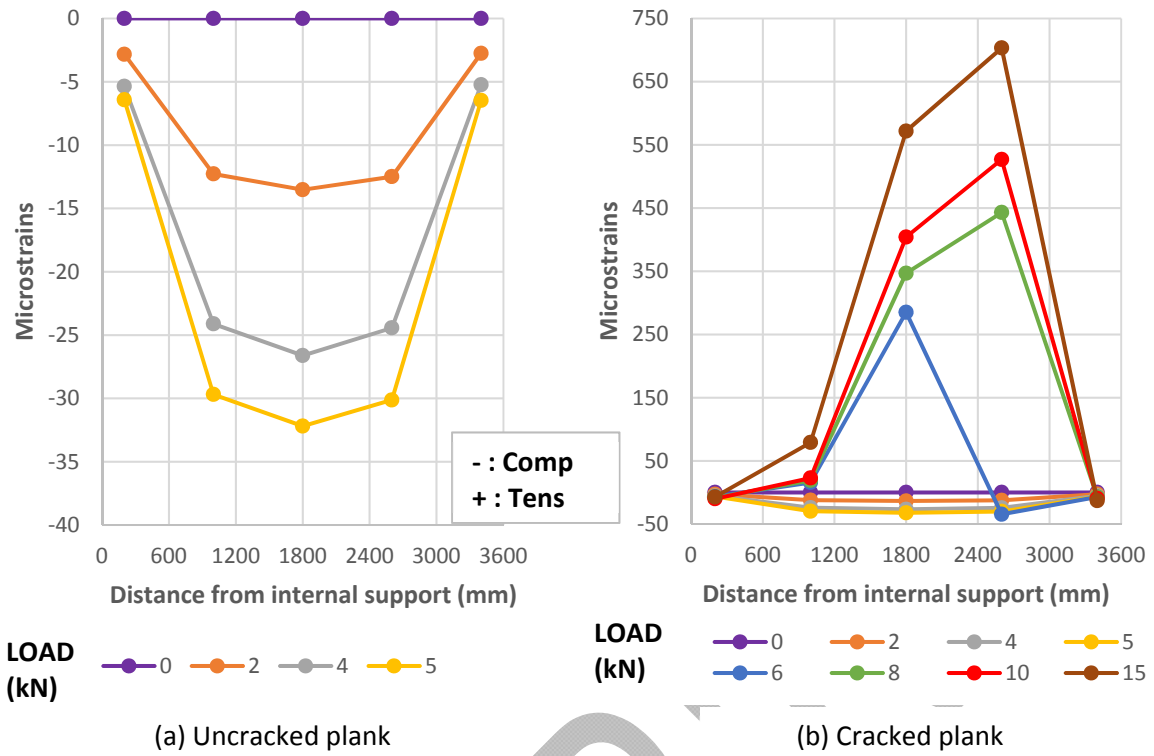 0
-5
-10
-15
-20
-25
-30
-35
-40
Microstrains
0 600 1200 1800 2400 3000 3600
Distance from internal support (mm)
- : Comp
+ : Tens
LOAD
(kN)
0 2 4 5
(a) Uncracked plank
750
650
550
450
350
250
150
50
-50
Microstrains
0 600 1200 1800 2400 3000 3600
Distance from internal support (mm)
LOAD
(kN)
0 2 4 5
6 8 10 15
(b) Cracked plank